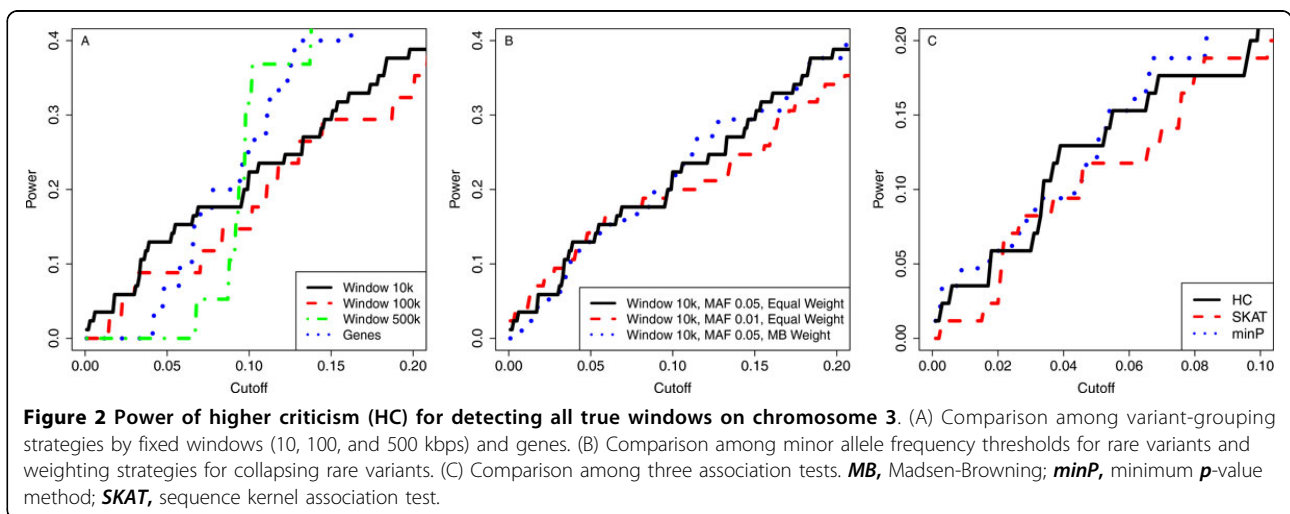 A
Power
0.0
0.1
0.2
0.3
0.4
0.00
0.05
0.10
0.15
0.20
Cutoff
Window 10k
Window 100k
Window 500k
Genes
B
Power
0.0
0.1
0.2
0.3
0.4
0.00
0.05
0.10
0.15
0.20
Cutoff
Window 10k, MAF 0.05, Equal Weight
Window 10k, MAF 0.01, Equal Weight
Window 10k, MAF 0.05, MB Weight
C
Power
0.00
0.05
0.10
0.15
0.20
0.00
0.02
0.04
0.06
0.08
0.10
Cutoff
HC
SKAT
minP
Figure 2 Power of higher criticism (HC) for detecting all true windows on chromosome 3. (A) Comparison among variant-grouping
strategies by fixed windows (10, 100, and 500 kbps) and genes. (B) Comparison among minor allele frequency thresholds for rare variants and
weighting strategies for collapsing rare variants. (C) Comparison among three association tests. MB, Madsen-Browning; minP, minimum p-value
method; SKAT, sequence kernel association test.